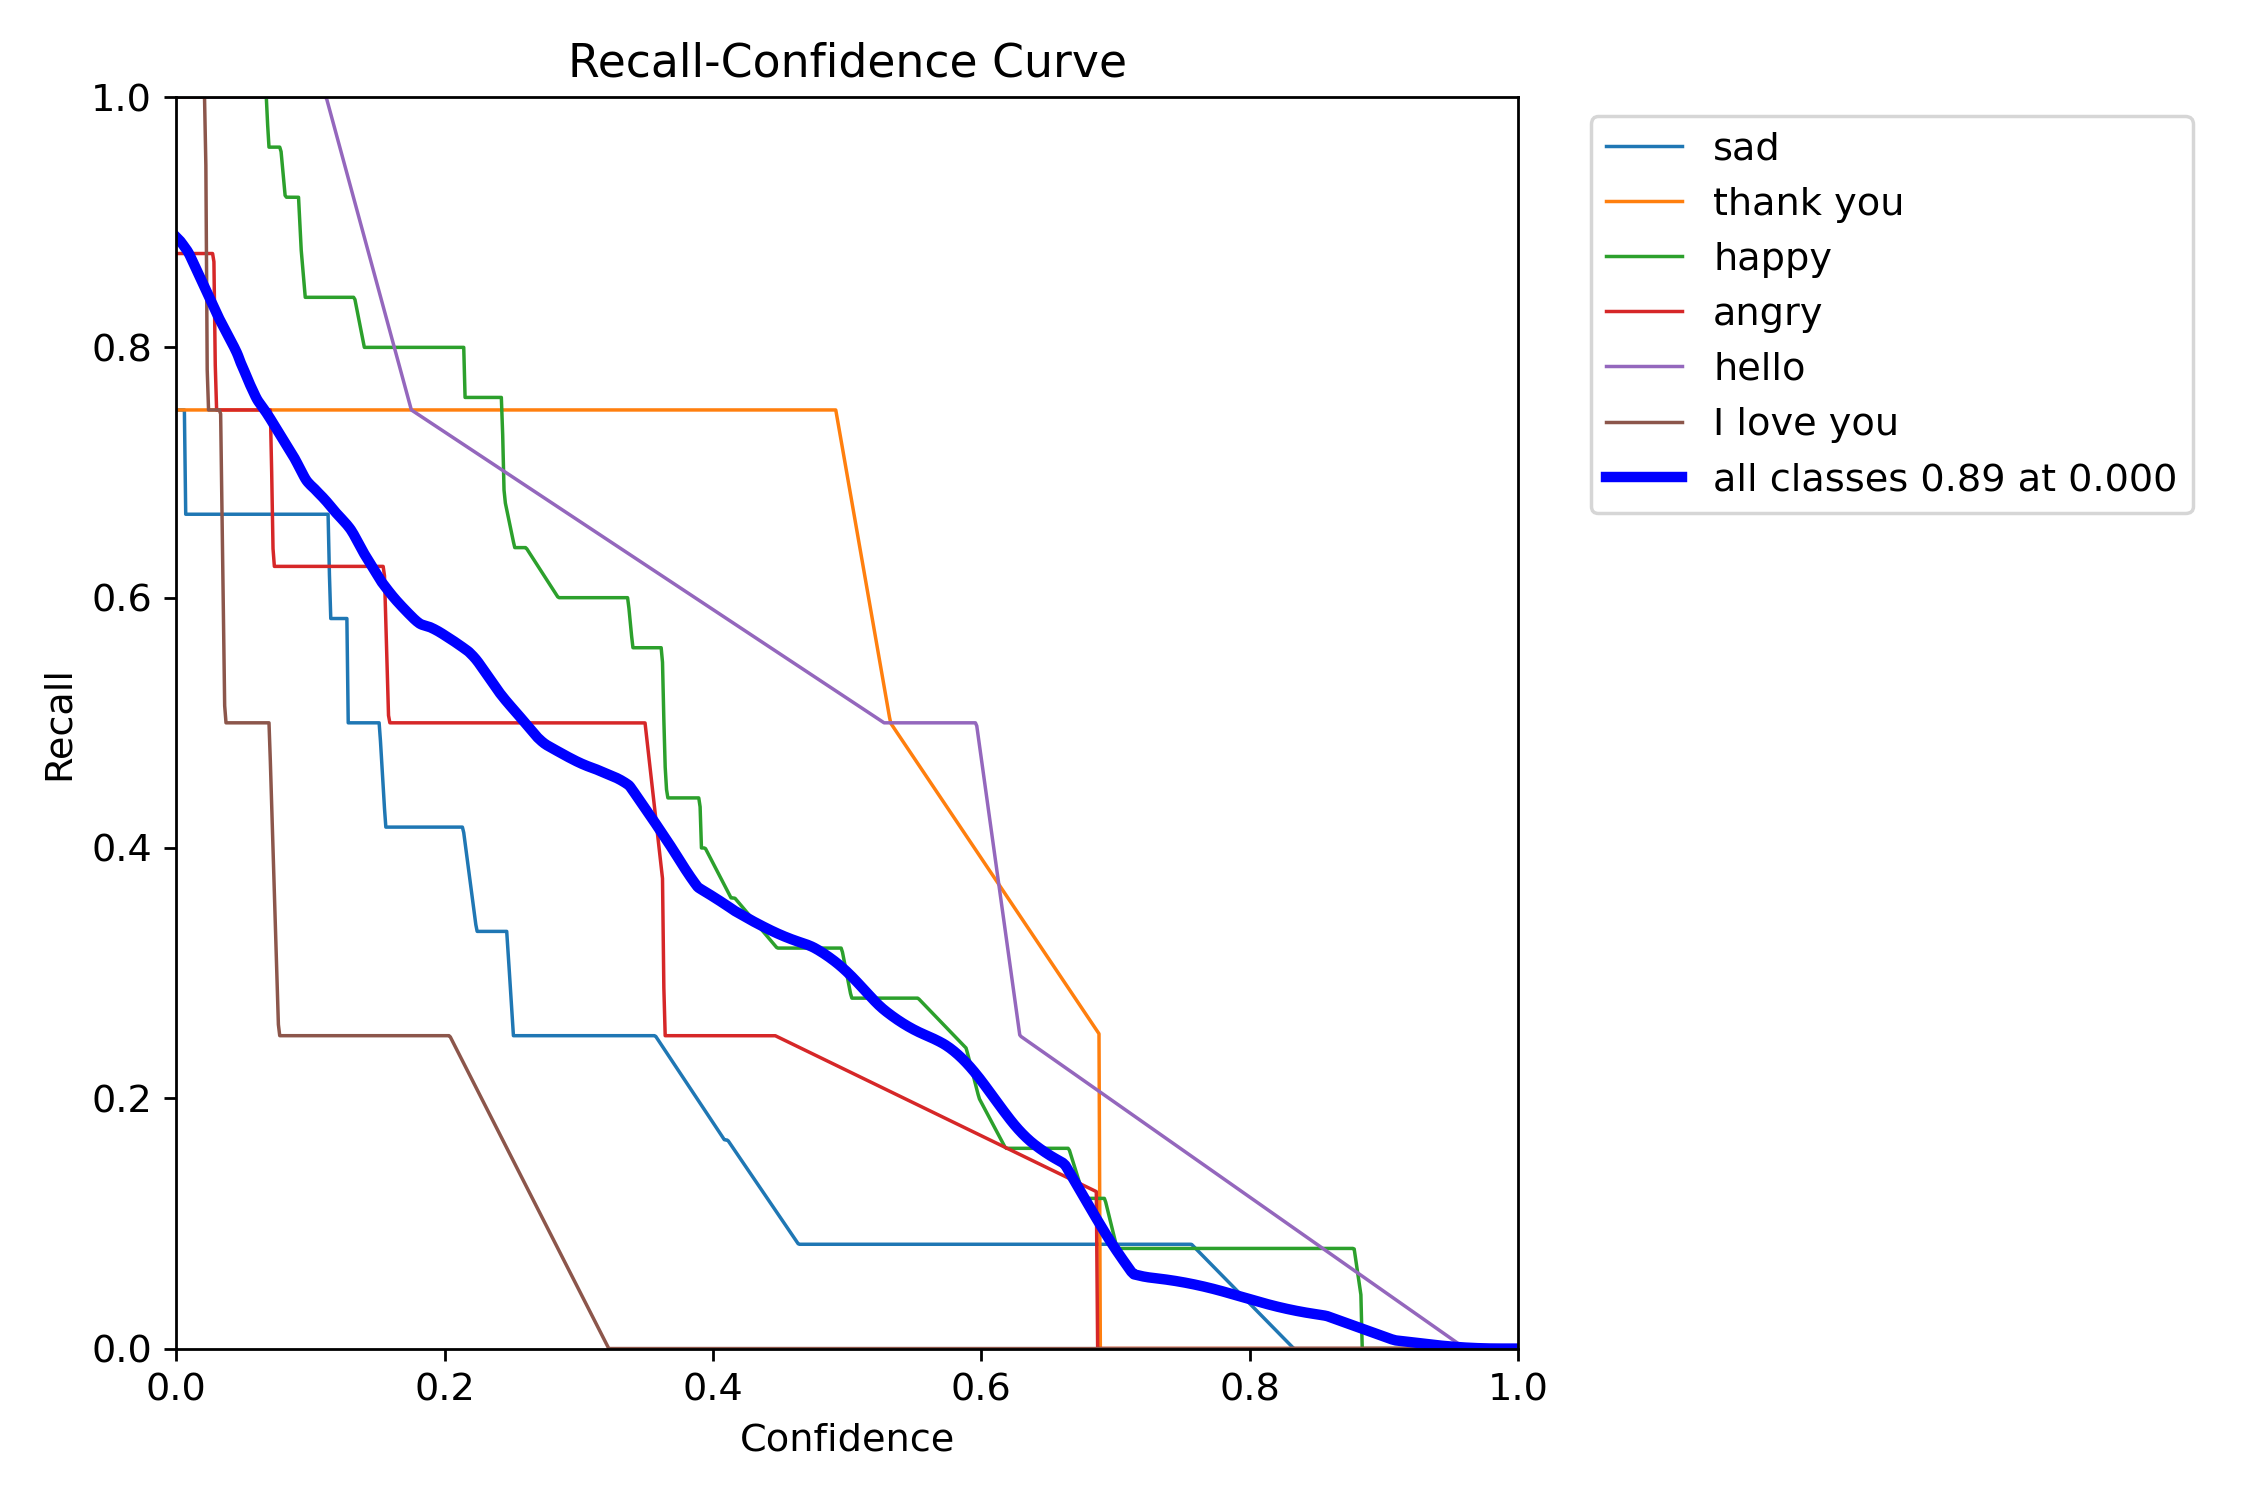 Recall-Confidence Curve
1.0
0.8
0.6
0.4
0.2
0.0
Recall
0.0 0.2 0.4 0.6 0.8 1.0
Confidence
sad
thank you
happy
angry
hello
I love you
all classes 0.89 at 0.000